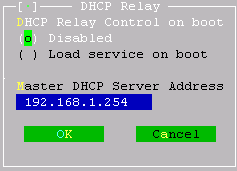 [ ] DHCP Relay
DHCP Relay Control on boot
(o) Disabled
( ) Load service on boot
Master DHCP Server Address
192.168.1.254
OK Cancel